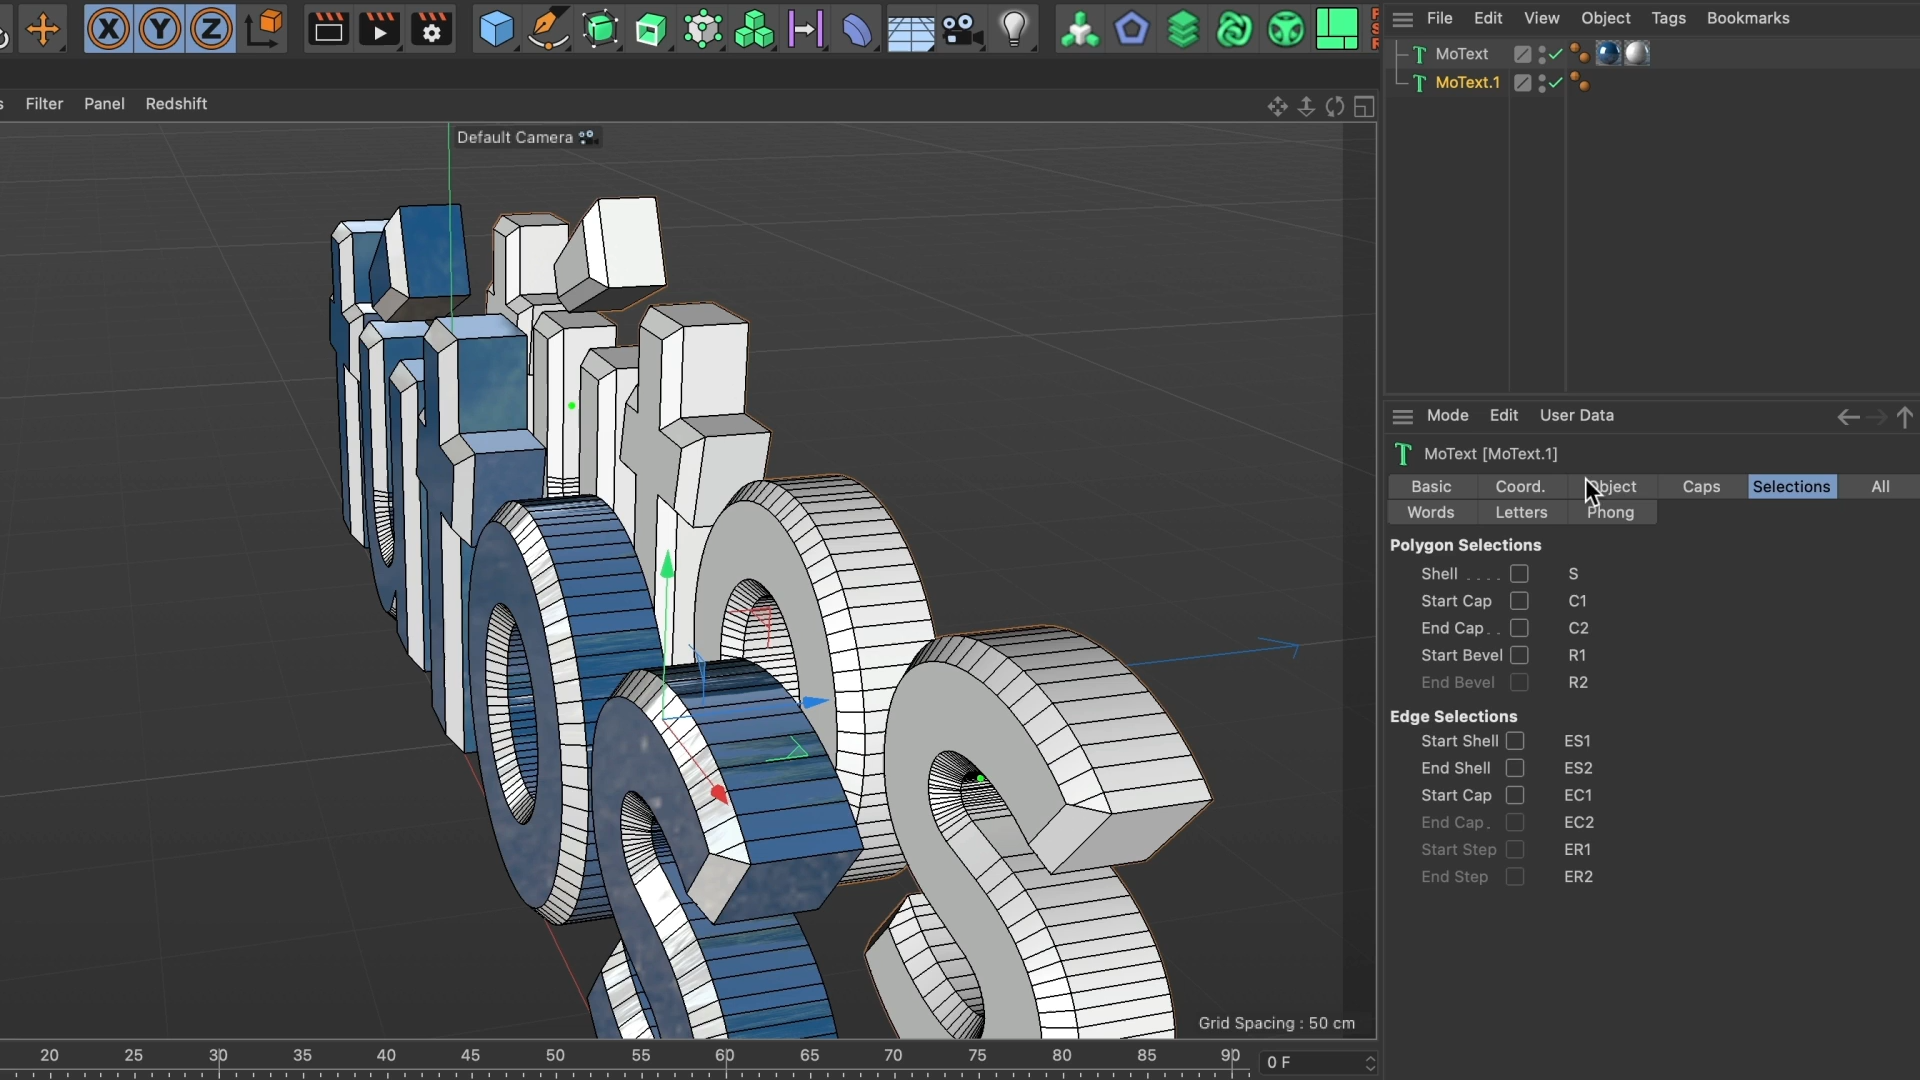 X Y Z
File Edit View Object Tags Bookmarks
MoText
MoText.1
s Filter Panel Redshift
Default Camera
Mode Edit User Data
MoText [MoText.1]
Basic Coord. Object Caps Selections All
Words Letters Phong
Polygon Selections
Shell . . . . S
Start Cap C1
End Cap . . C2
Start Bevel R1
End Bevel R2
Edge Selections
Start Shell ES1
End Shell ES2
Start Cap EC1
End Cap . EC2
Start Step ER1
End Step ER2
Grid Spacing : 50 cm
20 25 30 35 40 45 50 55 60 65 70 75 80 85 90 0 F